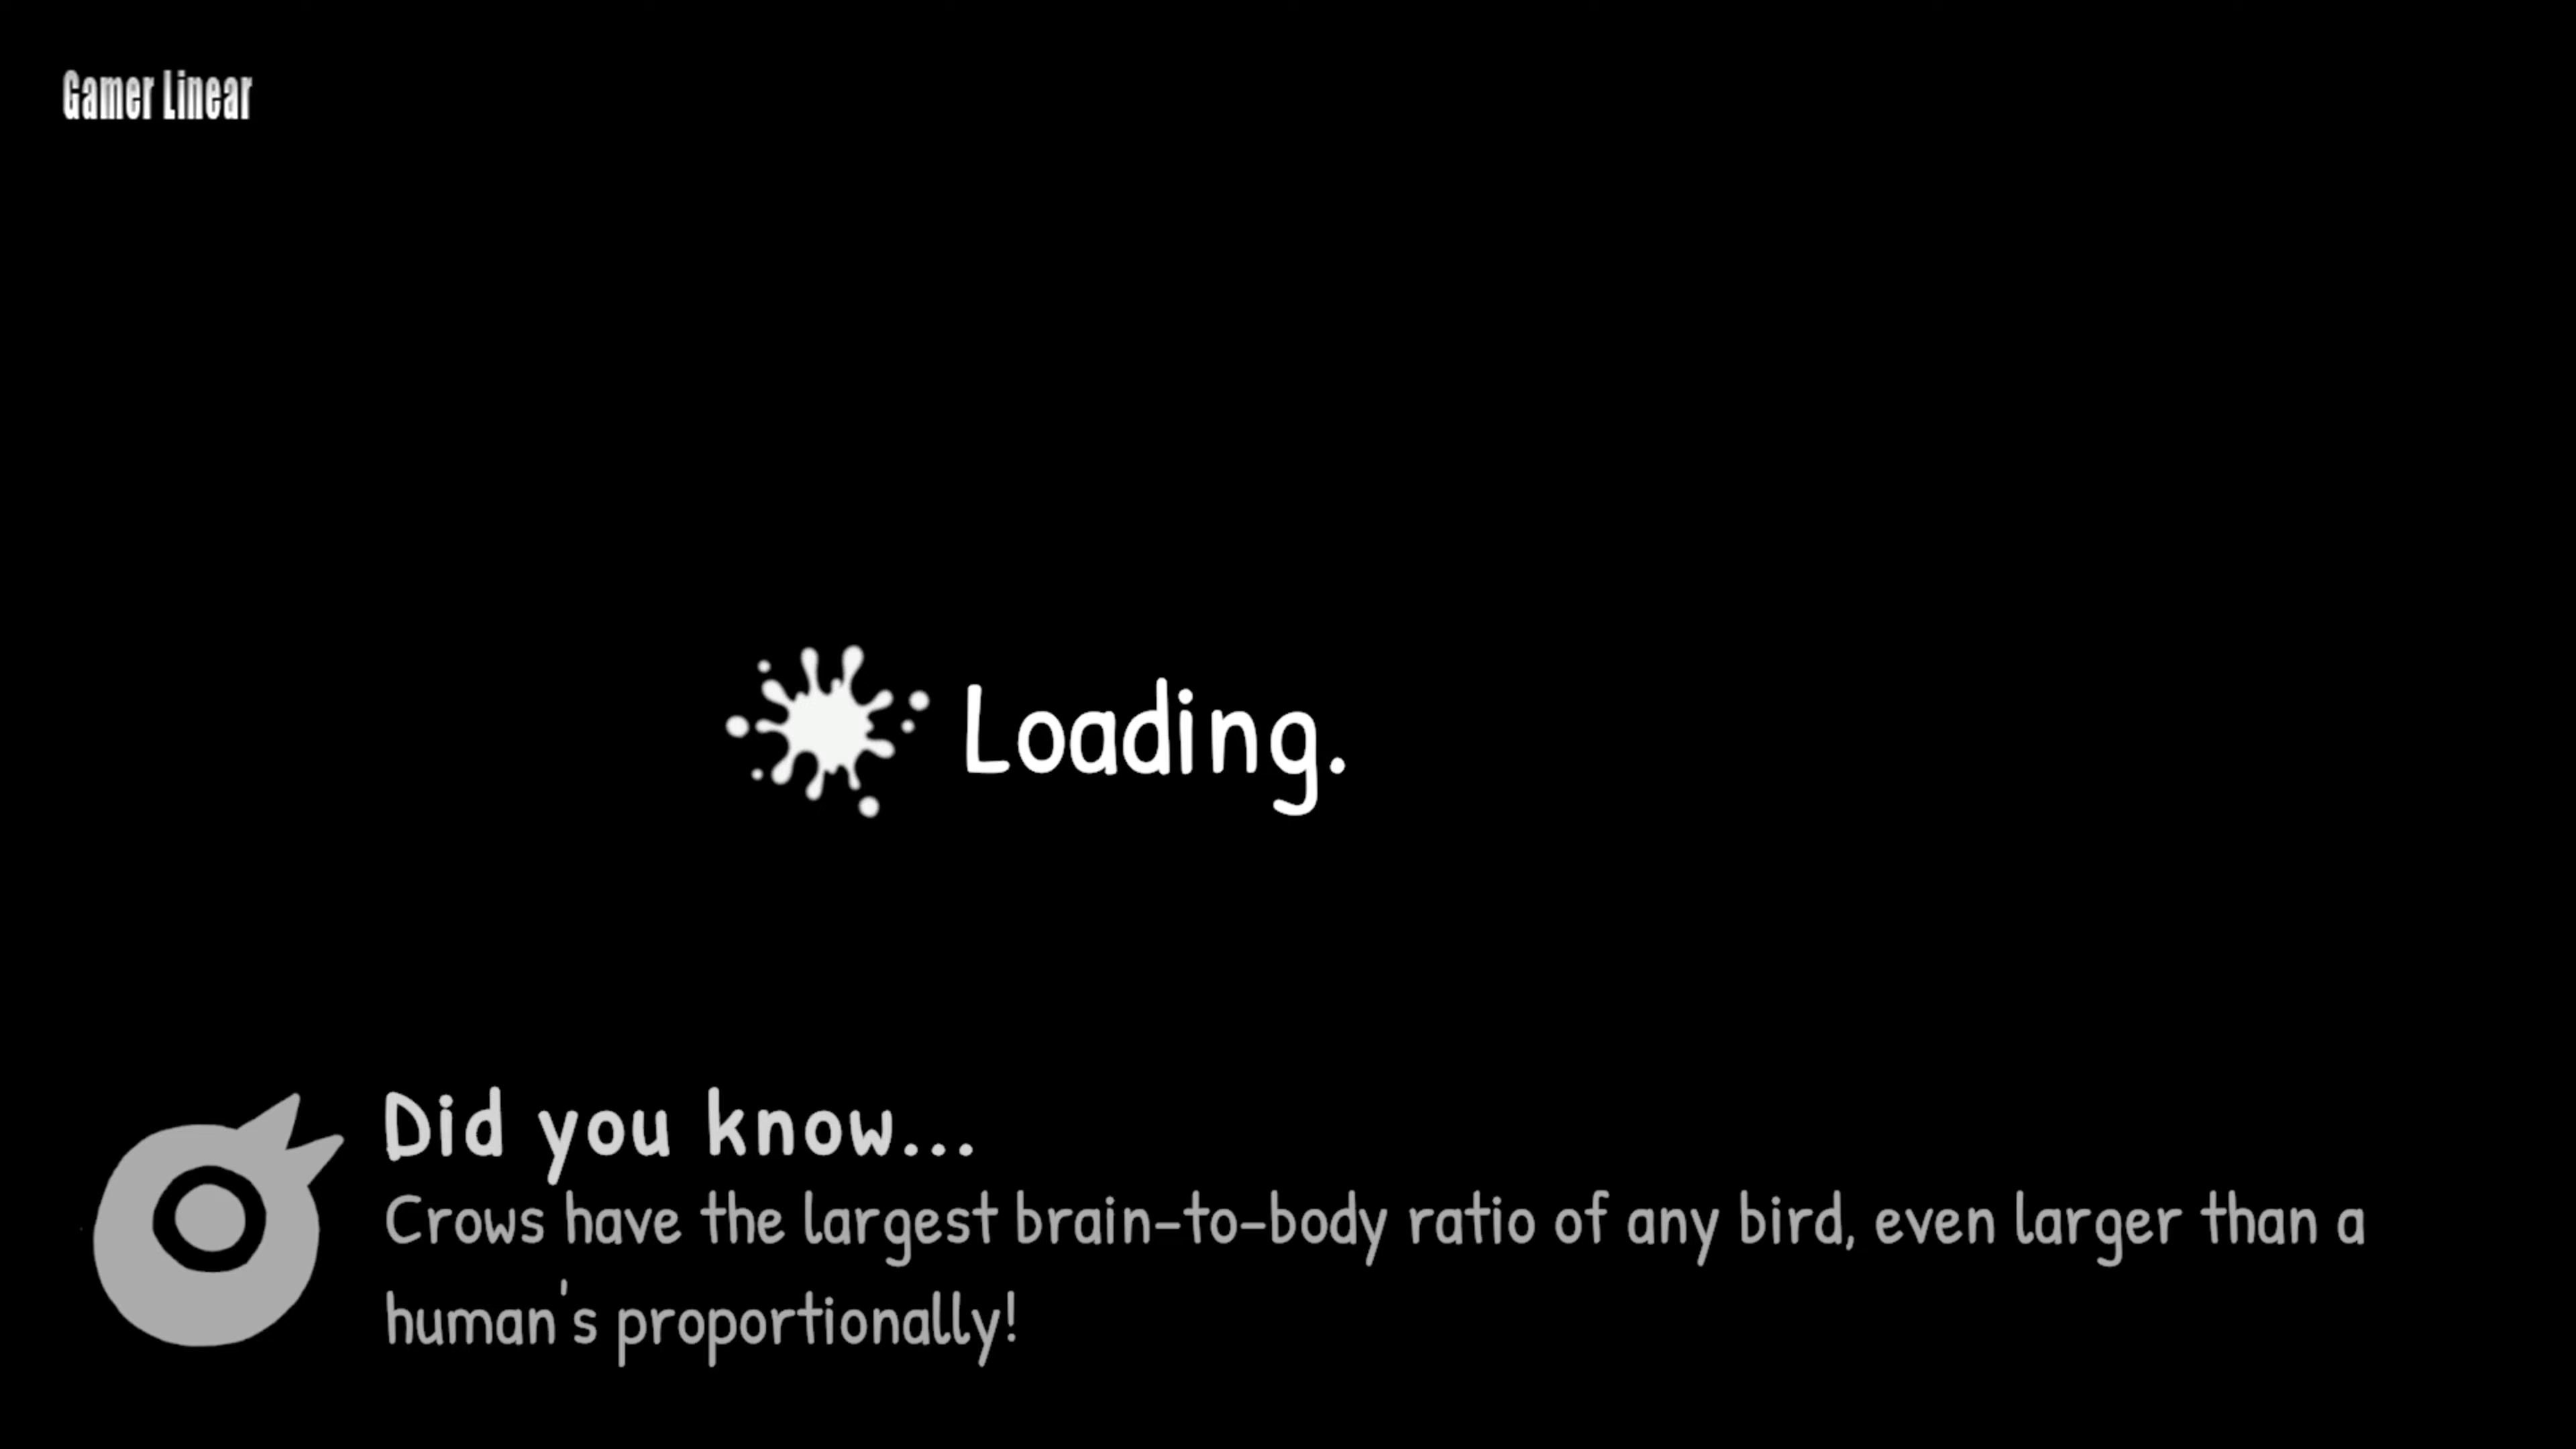 Gamer Linear
Loading.
Did you know...
Crows have the largest brain-to-body ratio of any bird, even larger than a
human's proportionally!